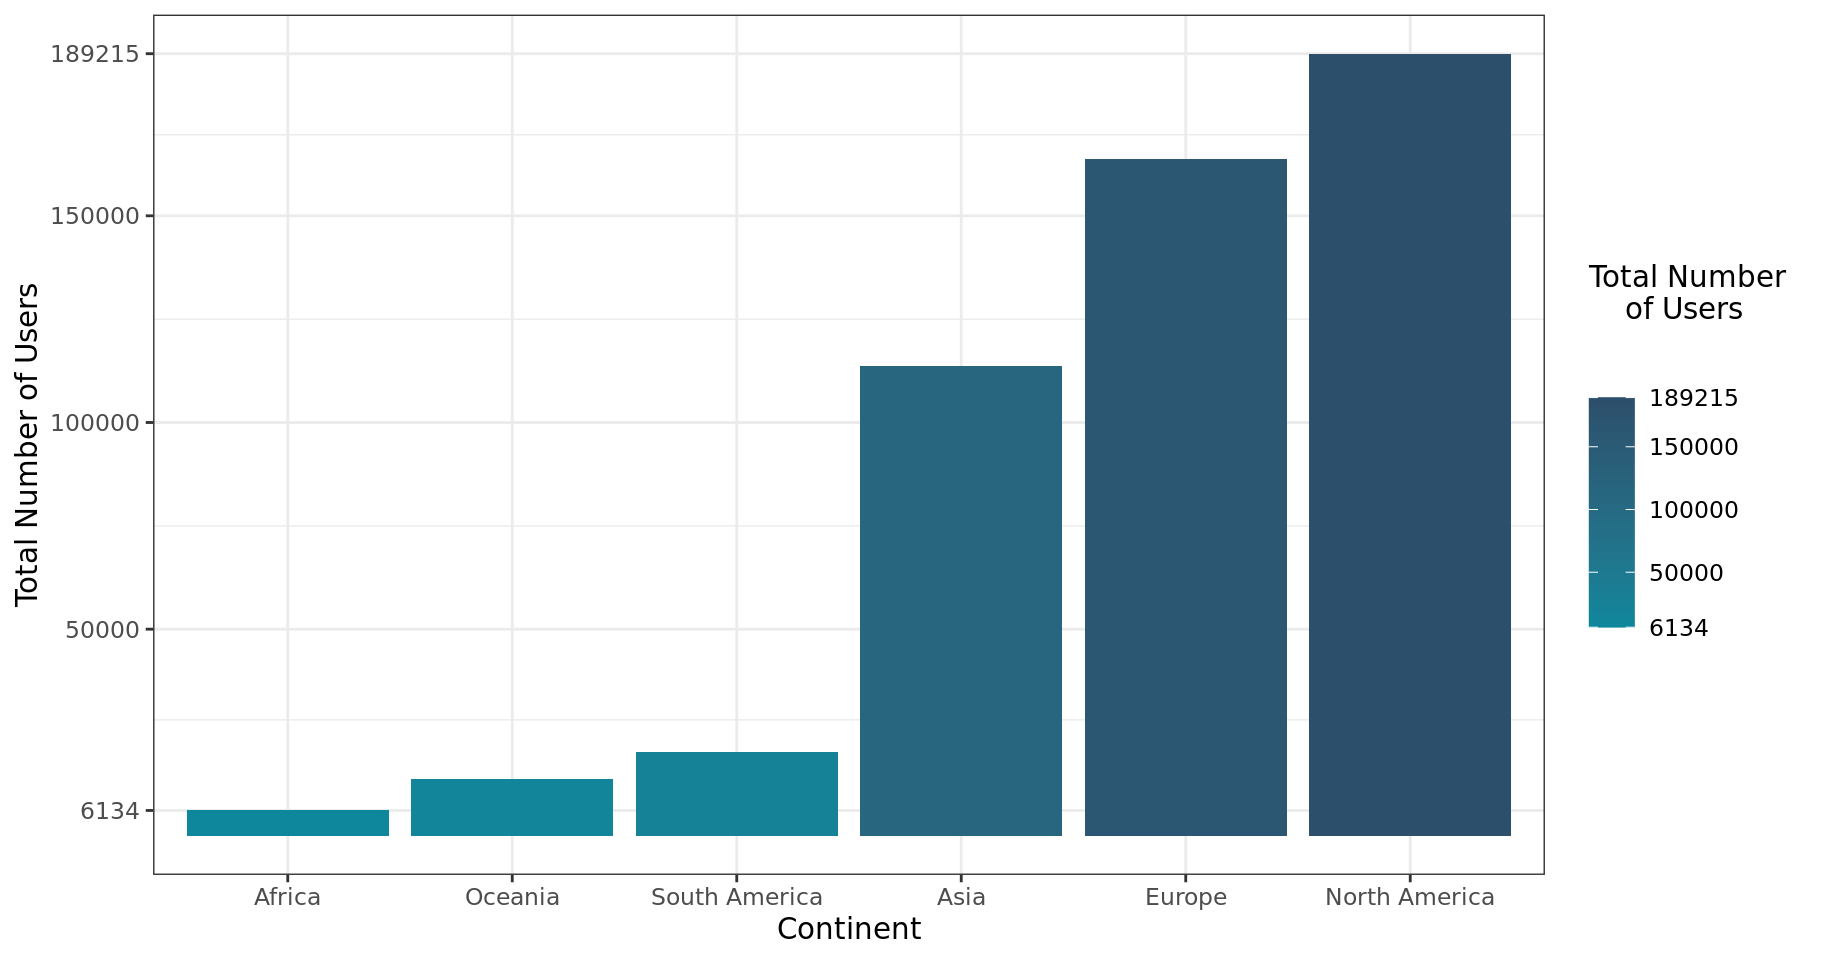 189215
150000
100000
50000
6134
Total Number of Users
Africa
Oceania
South America
Asia
Europe
North America
Continent
Total Number
of Users
189215
150000
100000
50000
6134